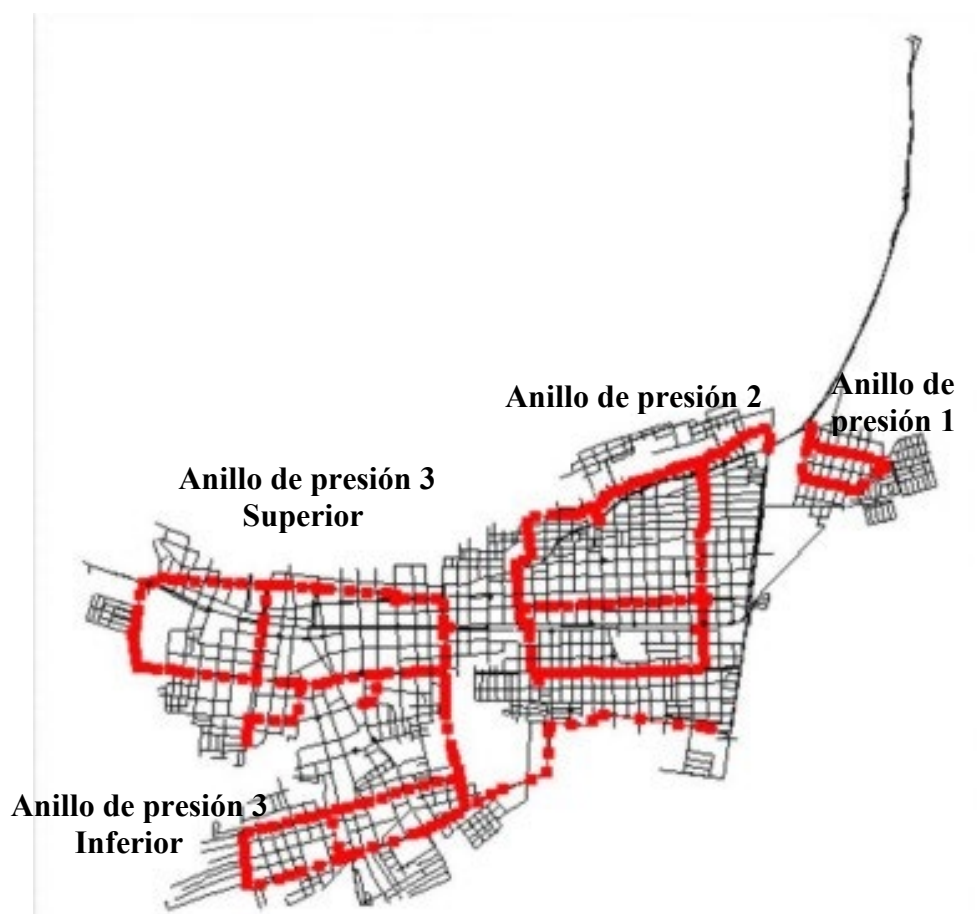 Anillo de presión 2
Anillo de
presión 1
Anillo de presión 3
Superior
Anillo de presión 3
Inferior